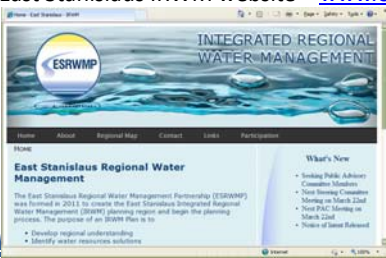 Home - East Stanislaus - IRWM
Page
Safety
Tools
ESRWMP
INTEGRATED REGIONAL
WATER MANAGEMENT
Home About Regional Map Contact Links Participation
HOME
East Stanislaus Regional Water
Management
The East Stanislaus Regional Water Management Partnership (ESRWMP)
was formed in 2011 to create the East Stanislaus Integrated Regional
Water Management (IRWM) planning region and begin the planning
process. The purpose of an IRWM Plan is to
• Develop regional understanding
• Identify water resources solutions
What's New
• Seeking Public Advisory
Committee Members
• Next Steering Committee
Meeting on March 22nd
• Next PAC Meeting on
March 22nd
• Notice of Intent Released
Internet
100%